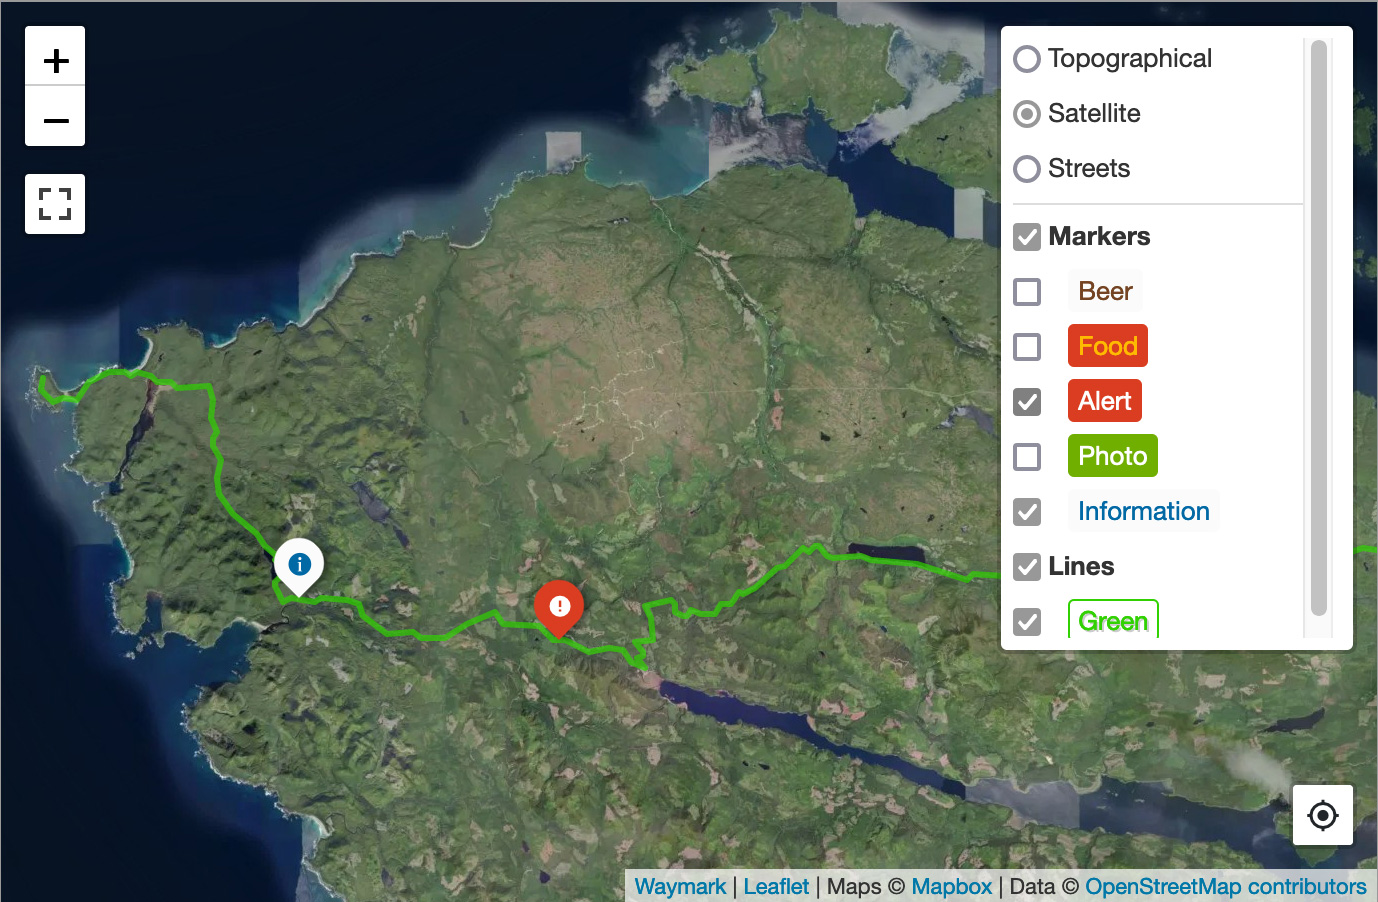 Topographical
Satellite
Streets
Markers
Beer
Food
Alert
Photo
Information
Lines
Green
Waymark | Leaflet | Maps © Mapbox | Data © OpenStreetMap contributors